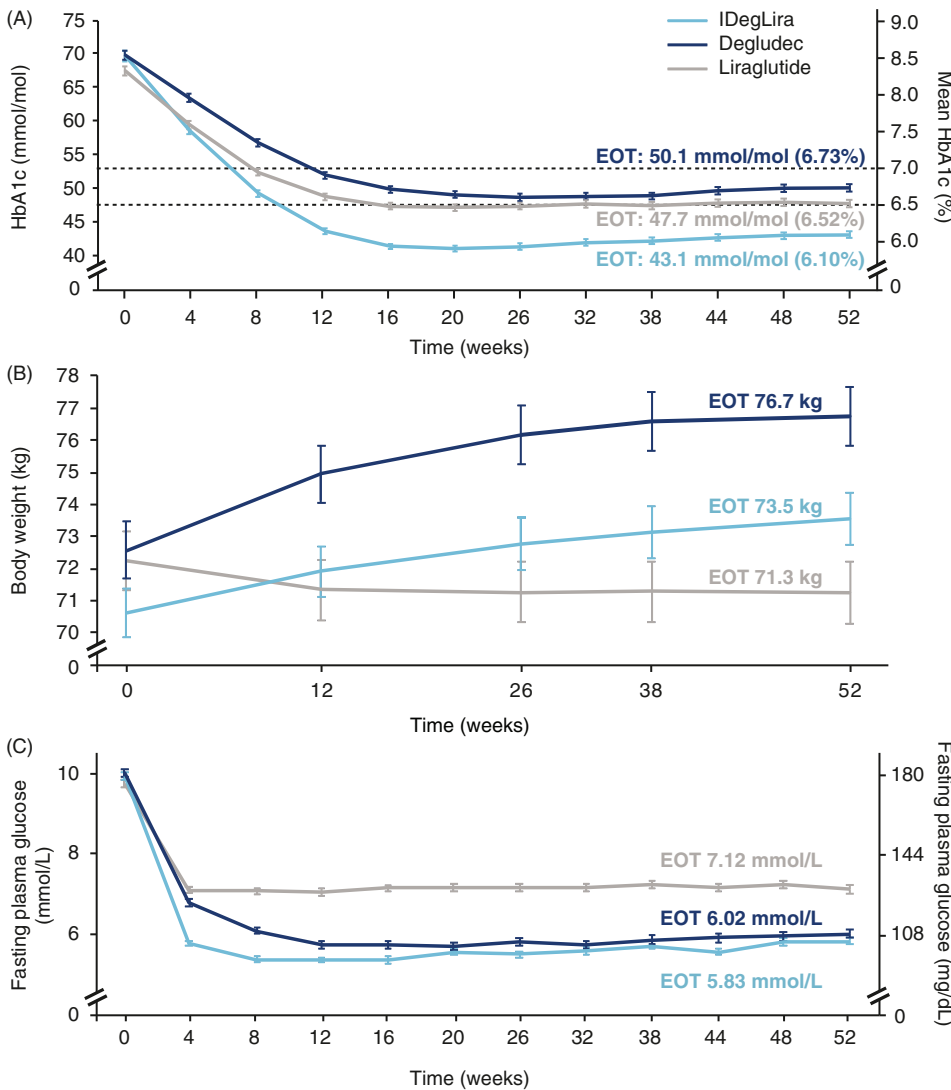 (A)
HbA1c (mmol/mol)
75
70
65
60
55
50
45
40
0
IDegLira
Degludec
Liraglutide
EOT: 50.1 mmol/mol (6.73%)
EOT: 47.7 mmol/mol (6.52%)
EOT: 43.1 mmol/mol (6.10%)
9.0
8.5
8.0
7.5
7.0
6.5
6.0
0
Mean HbA1c (%)
0 4 8 12 16 20 26 32 38 44 48 52
Time (weeks)
(B)
Body weight (kg)
78
77
76
75
74
73
72
71
70
0
EOT 76.7 kg
EOT 73.5 kg
EOT 71.3 kg
0 12 26 38 52
Time (weeks)
(C)
Fasting plasma glucose
(mmol/L)
10
8
6
0
EOT 7.12 mmol/L
EOT 6.02 mmol/L
EOT 5.83 mmol/L
180
144
108
0
Fasting plasma glucose (mg/dL)
0 4 8 12 16 20 26 32 38 44 48 52
Time (weeks)